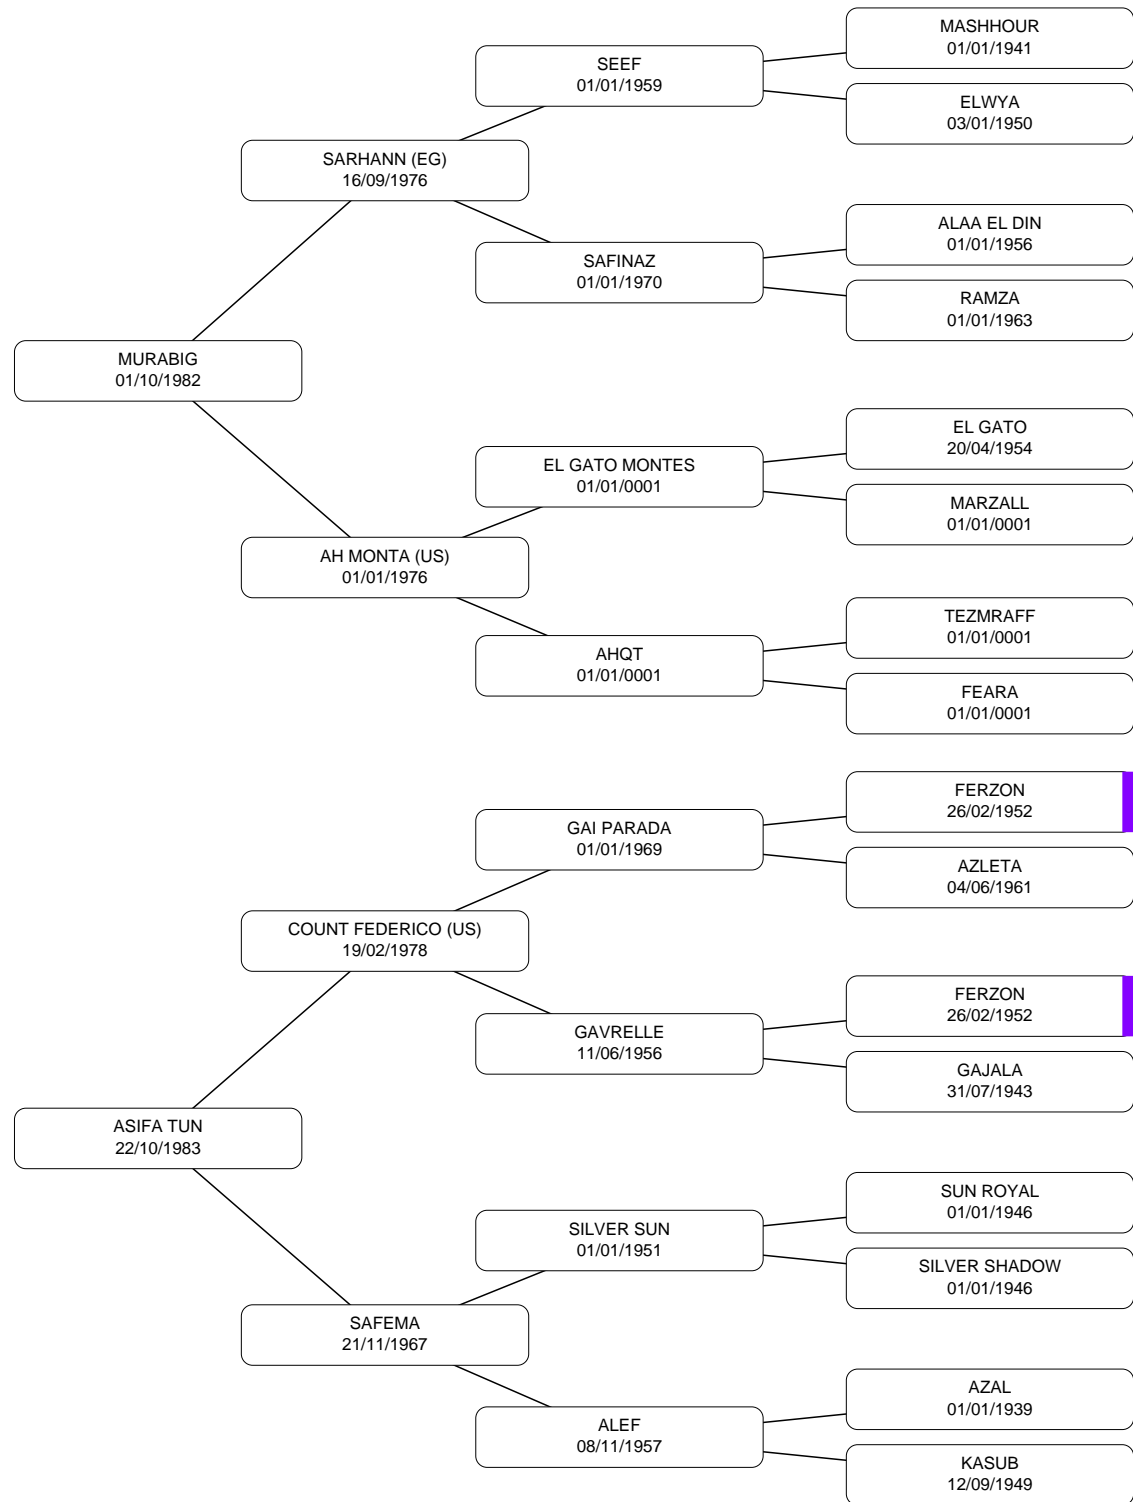 MASHHOUR
01/01/1941
SEEF
01/01/1959
ELWYA
03/01/1950
SARHANN (EG)
16/09/1976
ALAA EL DIN
01/01/1956
SAFINAZ
01/01/1970
RAMZA
01/01/1963
MURABIG
01/10/1982
EL GATO
20/04/1954
EL GATO MONTES
01/01/0001
MARZALL
01/01/0001
AH MONTA (US)
01/01/1976
TEZMRAFF
01/01/0001
AHQT
01/01/0001
FEARA
01/01/0001
FERZON
26/02/1952
GAI PARADA
01/01/1969
AZLETA
04/06/1961
COUNT FEDERICO (US)
19/02/1978
FERZON
26/02/1952
GAVRELLE
11/06/1956
GAJALA
31/07/1943
ASIFA TUN
22/10/1983
SUN ROYAL
01/01/1946
SILVER SUN
01/01/1951
SILVER SHADOW
01/01/1946
SAFEMA
21/11/1967
AZAL
01/01/1939
ALEF
08/11/1957
KASUB
12/09/1949